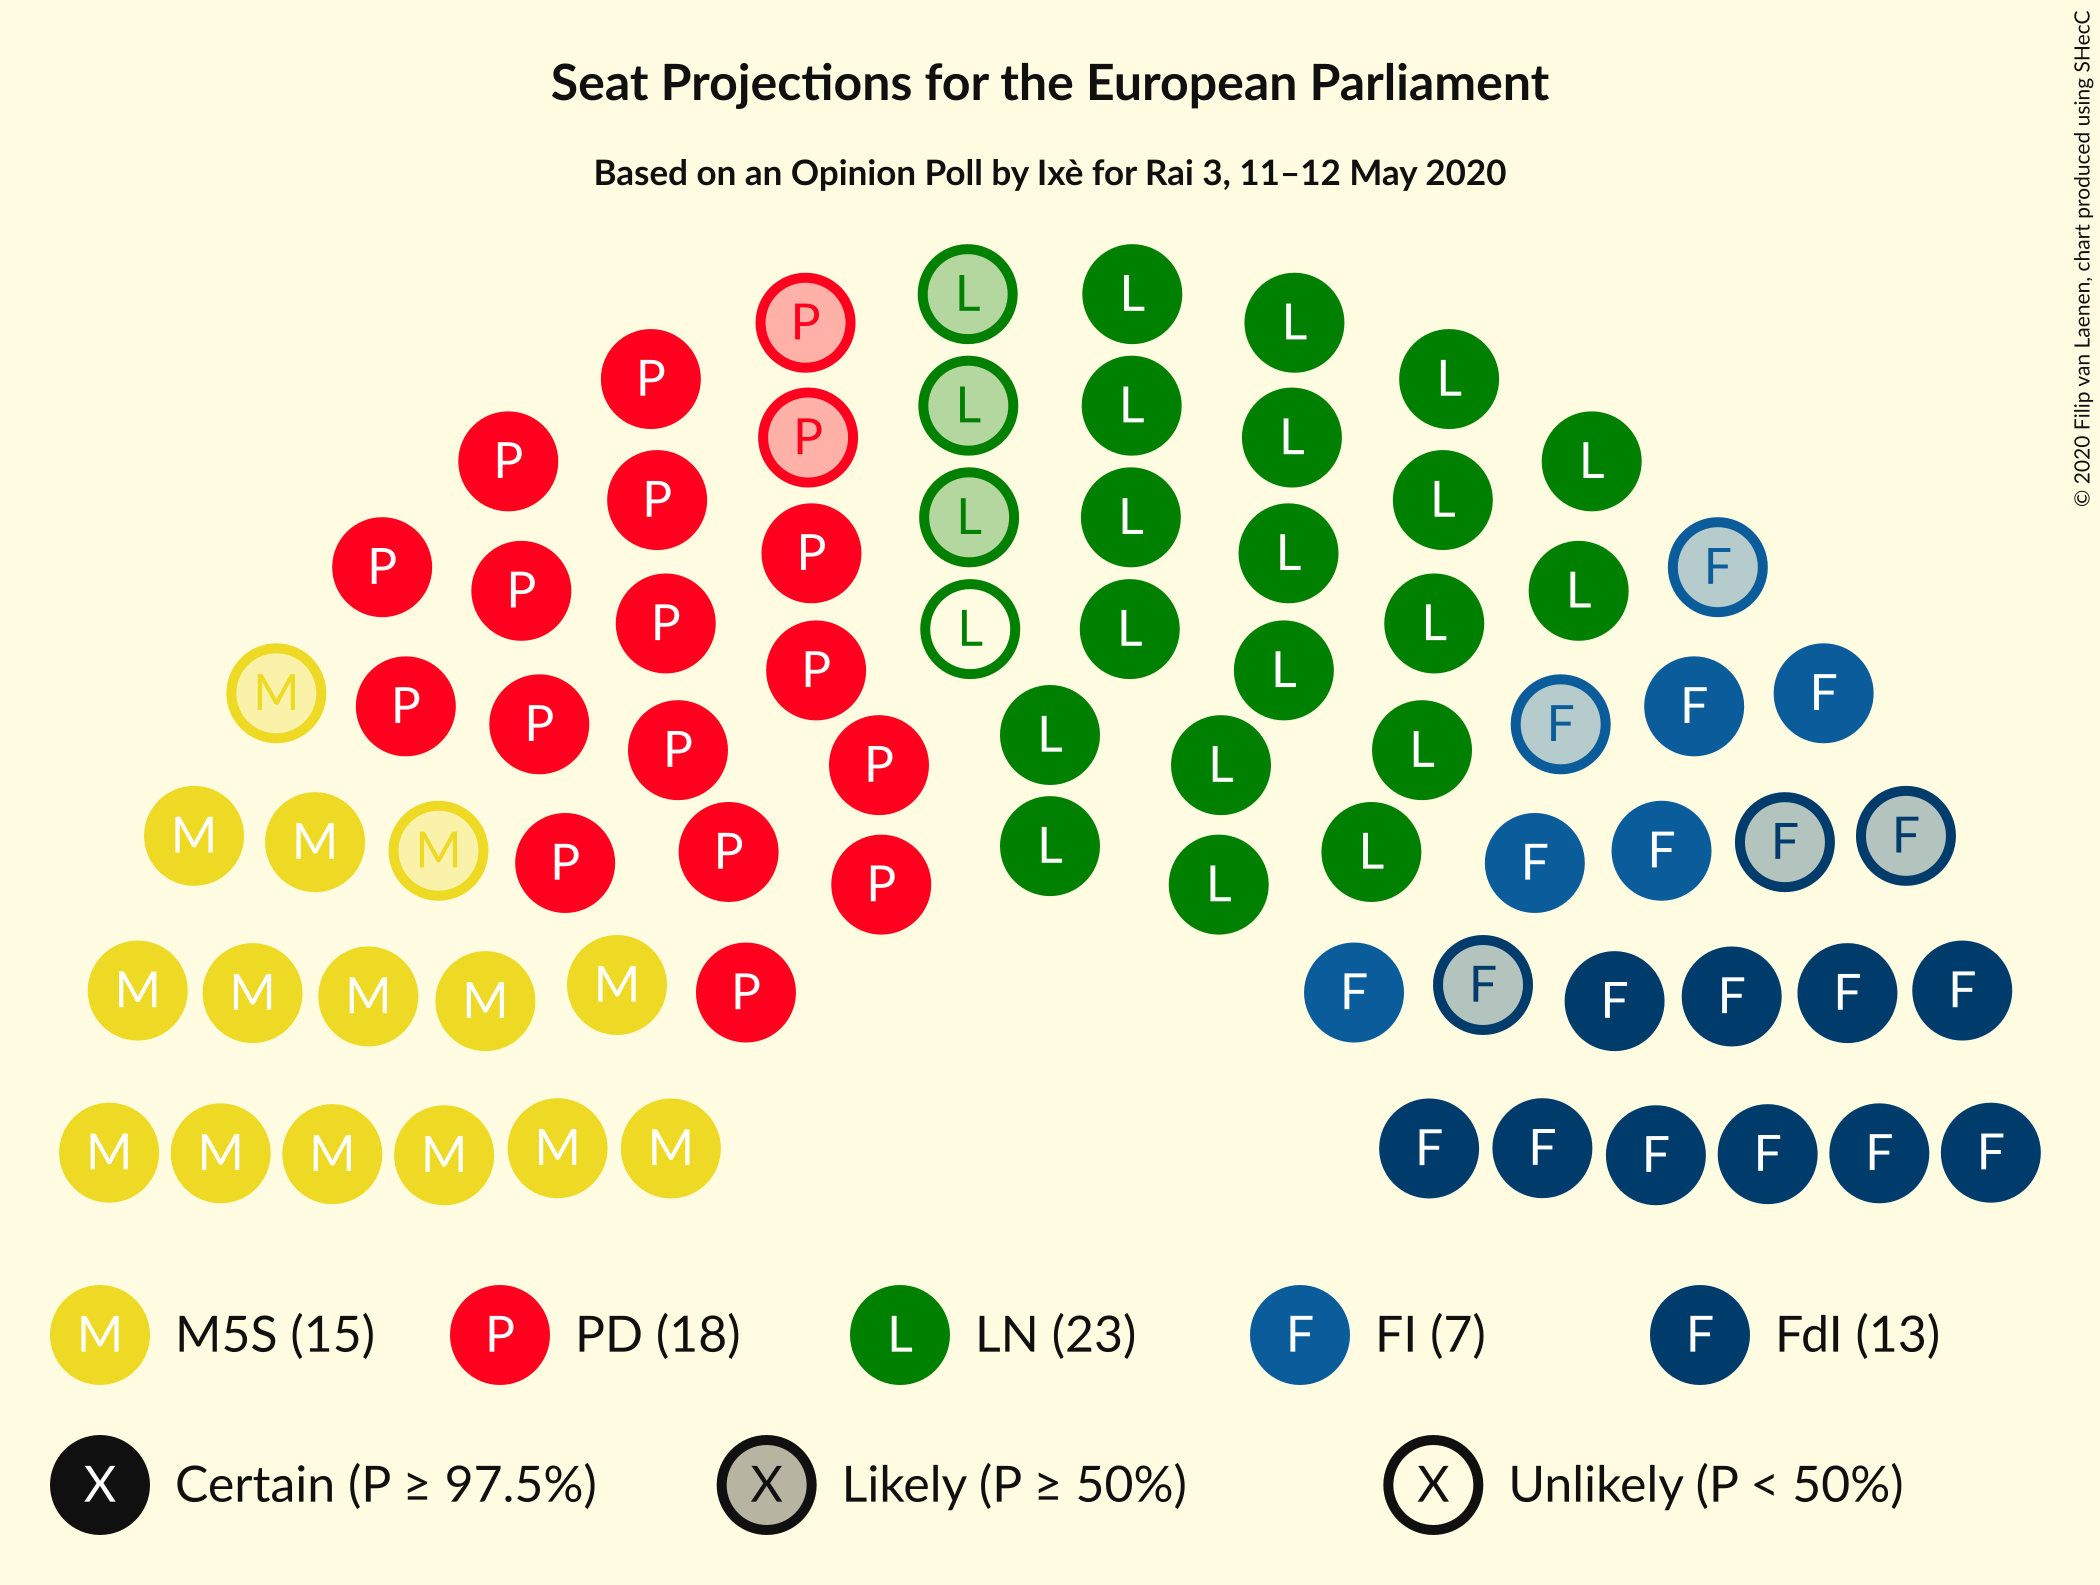 Seat Projections for the European Parliament
Based on an Opinion Poll by Ixè for Rai 3, 11–12 May 2020
© 2020 Filip van Laenen, chart produced using SHecC
L L
P L L
P L
P L L
P L
P L
P L
P L
P L L
P L
P F
P L
P L L
P L
M F F
P F
P F
P L L
P L
M M F F
M F
P F
P L
L
P L
M M M M M P F F F F F F
M M M M M M F F F F F F
M M5S (15) P PD (18) L LN (23) F FI (7) F FdI (13)
X Certain (P ≥ 97.5%) X Likely (P ≥ 50%) X Unlikely (P < 50%)